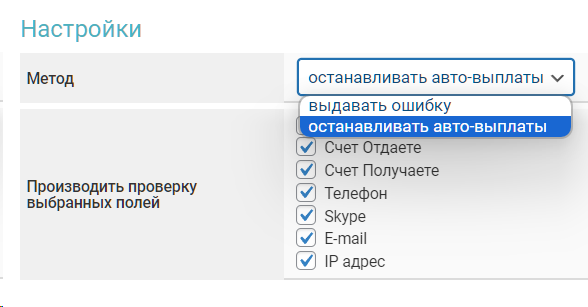 Настройки
Метод
останавливать авто-выплаты
выдавать ошибку
останавливать авто-выплаты
Производить проверку
выбранных полей
Счет Отдаете
Счет Получаете
Телефон
Skype
E-mail
IP адрес